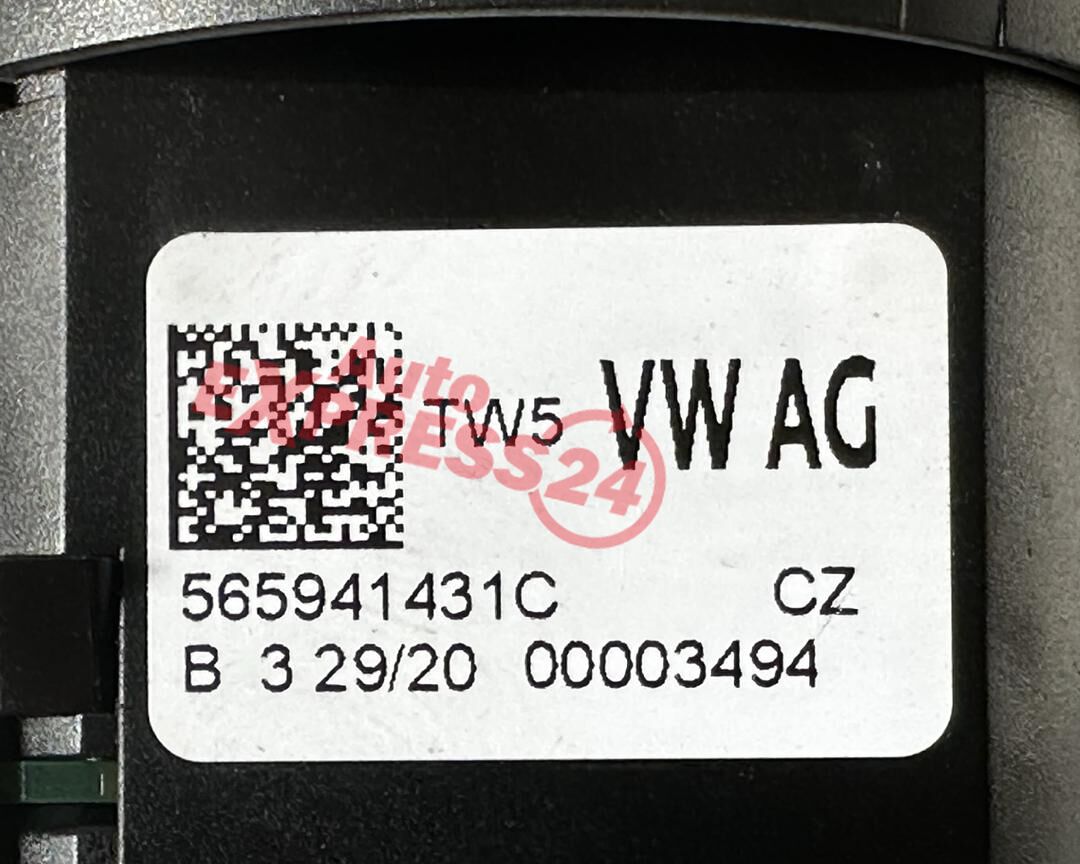 TW5 VW AG
Auto
EXPRESS24
565941431C CZ
B 3 29/20 00003494